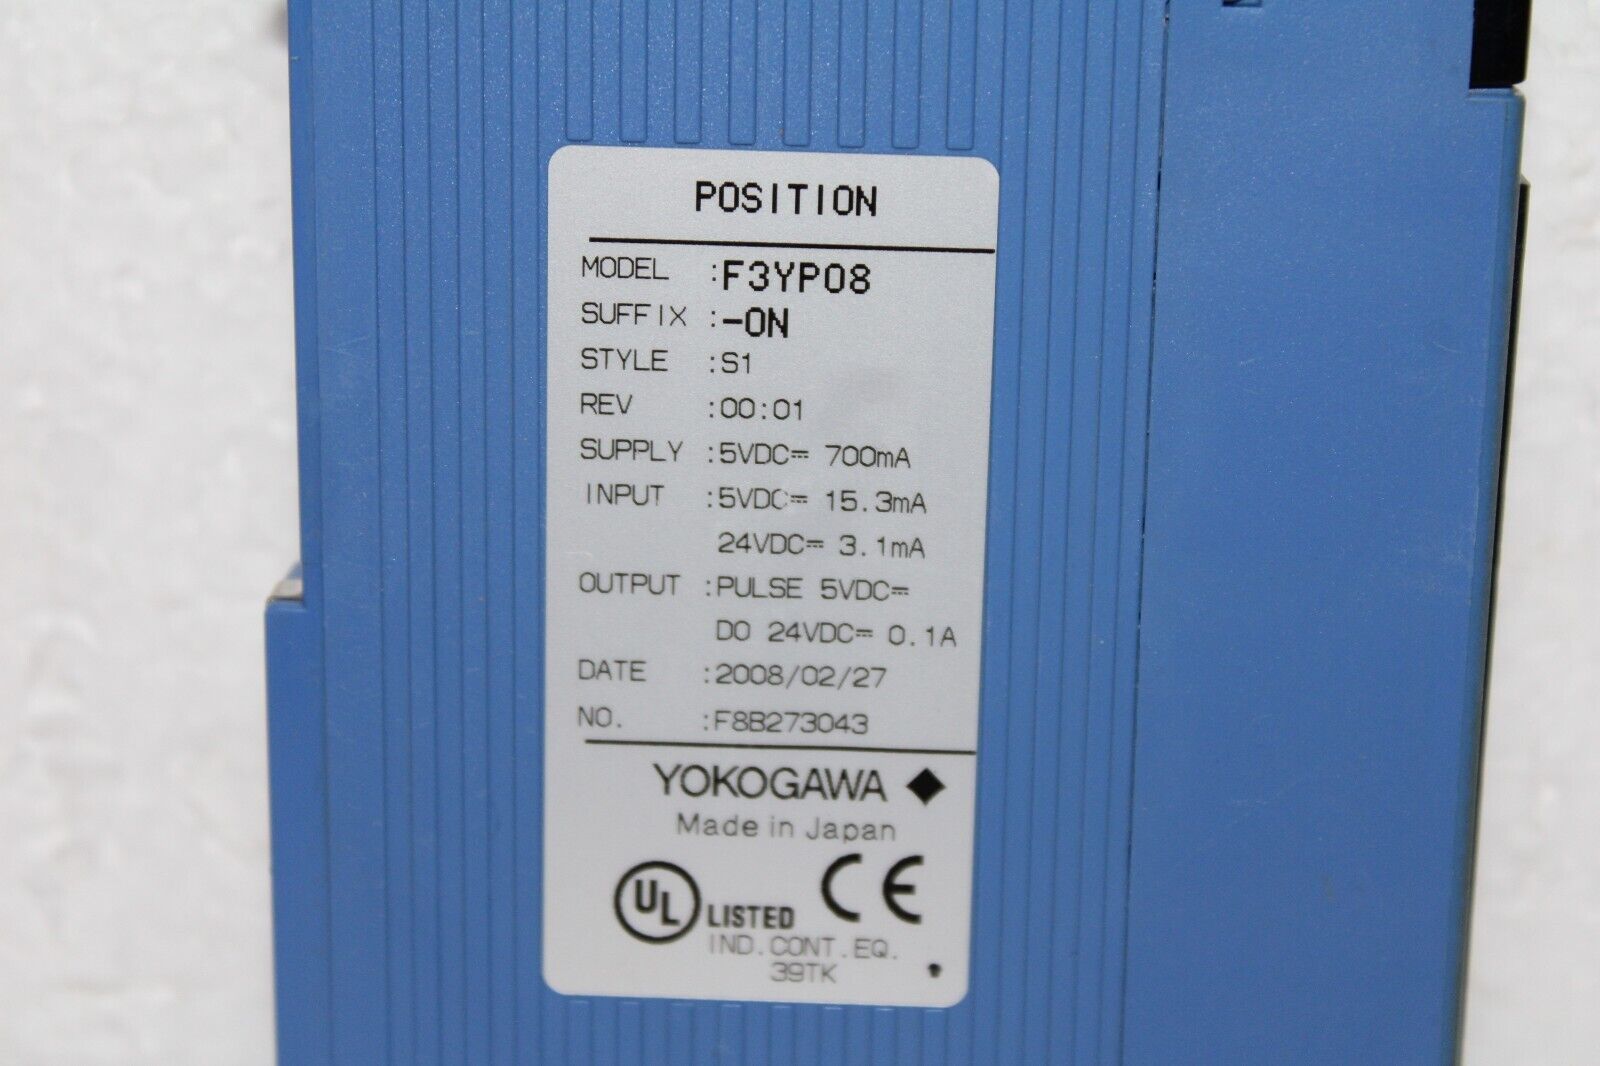 POSITION
MODEL :F3YP08
SUFFIX :-0N
STYLE :S1
REV :00:01
SUPPLY :5VDC⎓ 700mA
INPUT :5VDC⎓ 15.3mA
24VDC⎓ 3.1mA
OUTPUT :PULSE 5VDC⎓
DO 24VDC⎓ 0.1A
DATE :2008/02/27
NO. :F8B273043
YOKOGAWA ◆
Made in Japan
UL LISTED CE
IND.CONT.EQ.
39TK